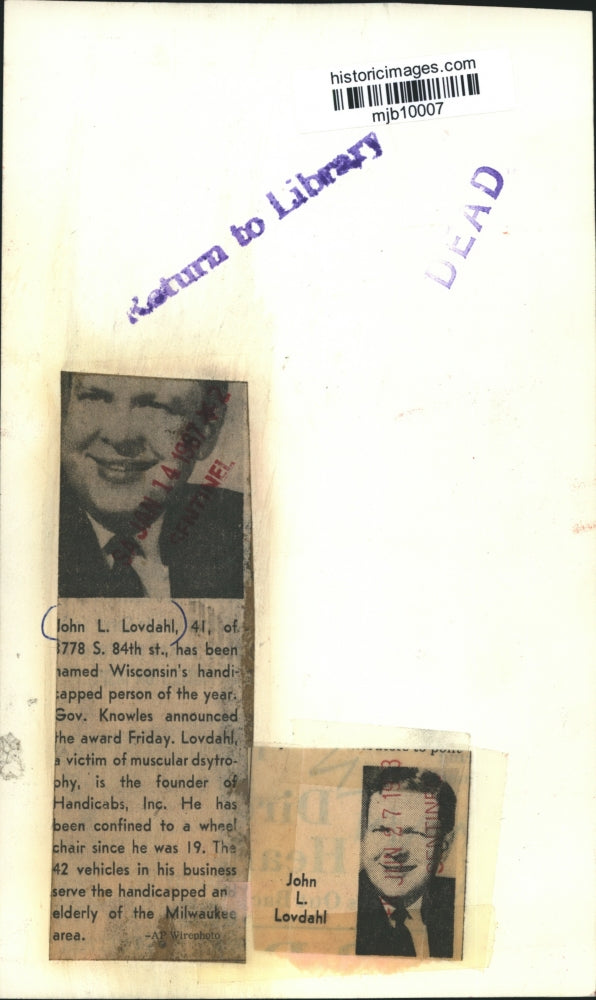 historicimages.com
mjb10007
Return to Library
DEAD
JAN 14 1967
SENTINEL
John L. Lovdahl, 41, of
S. 84th st., has been
named Wisconsin's handi-
capped person of the year.
Gov. Knowles announced
the award Friday. Lovdahl,
a victim of muscular dsytro-
phy, is the founder of
Handicabs, Inc. He has
been confined to a wheel
chair since he was 19. The
42 vehicles in his business
serve the handicapped an
elderly of the Milwaukee
area. —AP Wirephoto
to point
SENTINEL
John
L.
Lovdahl